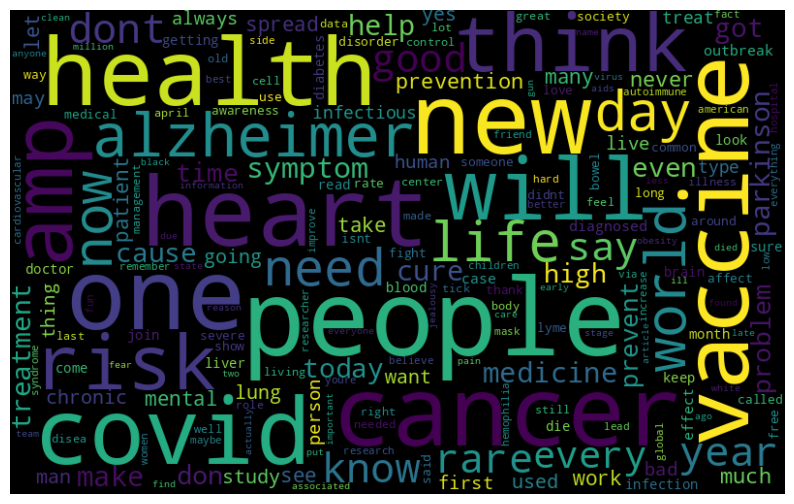 clean
anyone
million
dont
always
spread
let
getting
yes
help
data
lot
great
society
treat
fact
got
way
side
disorder
control
name
outbreak
old
diabetes
good
think
health
may
best
cell
use
prevention
many
virus
aids
autoimmune
never
hospital
medical
april
awareness
infectious
gun
love
american
new
day
live
common
look
parkinson
amp
alzheimer
friend
symptom
human
someone
hard
bowel
even
type
everything
now
patient
management
black
information
time
read
rate
center
didnt
better
feel
long
illness
less
vaccine
cardiovascular
heart
will
diagnosed
around
due
improve
isnt
take
made
world
obesity
died
sure
cause
going
fight
children
life
say
via
brain
low
doctor
remember
state
one
need
cure
case
high
affect
ill
problem
treatment
thing
fun
reason
researcher
blood
thank
tick
body
care
mask
early
lyme
prevent
article
increase
found
last
join
severe
show
fear
everyone
people
jealousy
stage
month
late
syndrome
come
two
liver
living
believe
pain
risk
today
youre
want
medicine
keep
chronic
mental
lung
role
person
important
right
still
die
hemophilia
lead
effect
global
called
white
ago
free
team
disea
well
maybe
women
actually
put
needed
cancer
covid
research
know
said
rare
every
year
man
make
don
study
see
first
used
work
infection
bad
much
find
associated